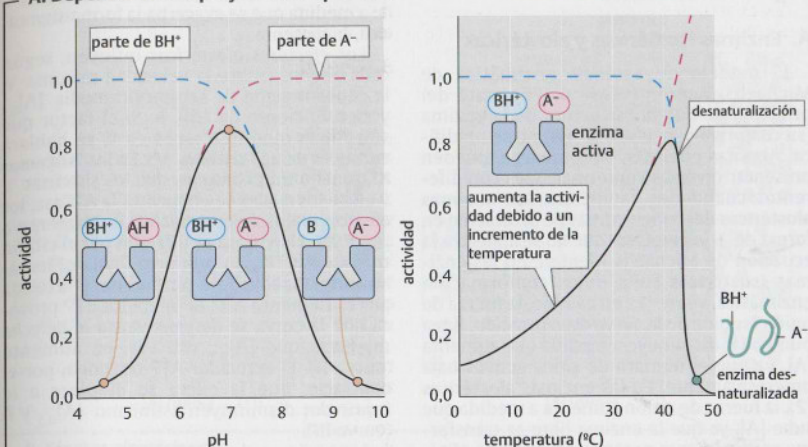 parte de BH⁺
parte de A⁻
actividad
1,0
0,8
0,6
0,4
0,2
0,0
BH⁺
AH
BH⁺
A⁻
B
A⁻
4
5
6
7
8
9
10
pH
actividad
1,0
0,8
0,6
0,4
0,2
0,0
BH⁺
A⁻
enzima
activa
desnaturalización
aumenta la activi-
dad debido a un
incremento de la
temperatura
BH⁺
A⁻
enzima des-
naturalizada
0
10
20
30
40
50
temperatura (ºC)